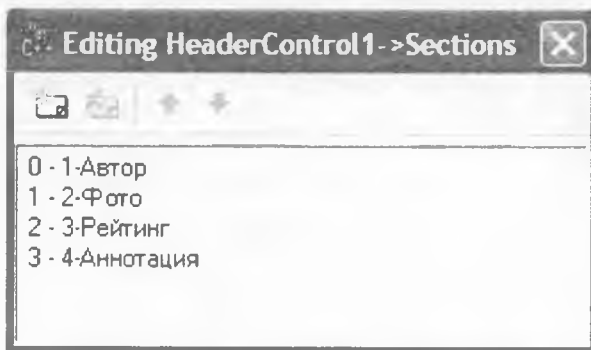 Editing HeaderControl1->Sections
0 - 1-Автор
1 - 2-Фото
2 - 3-Рейтинг
3 - 4-Аннотация